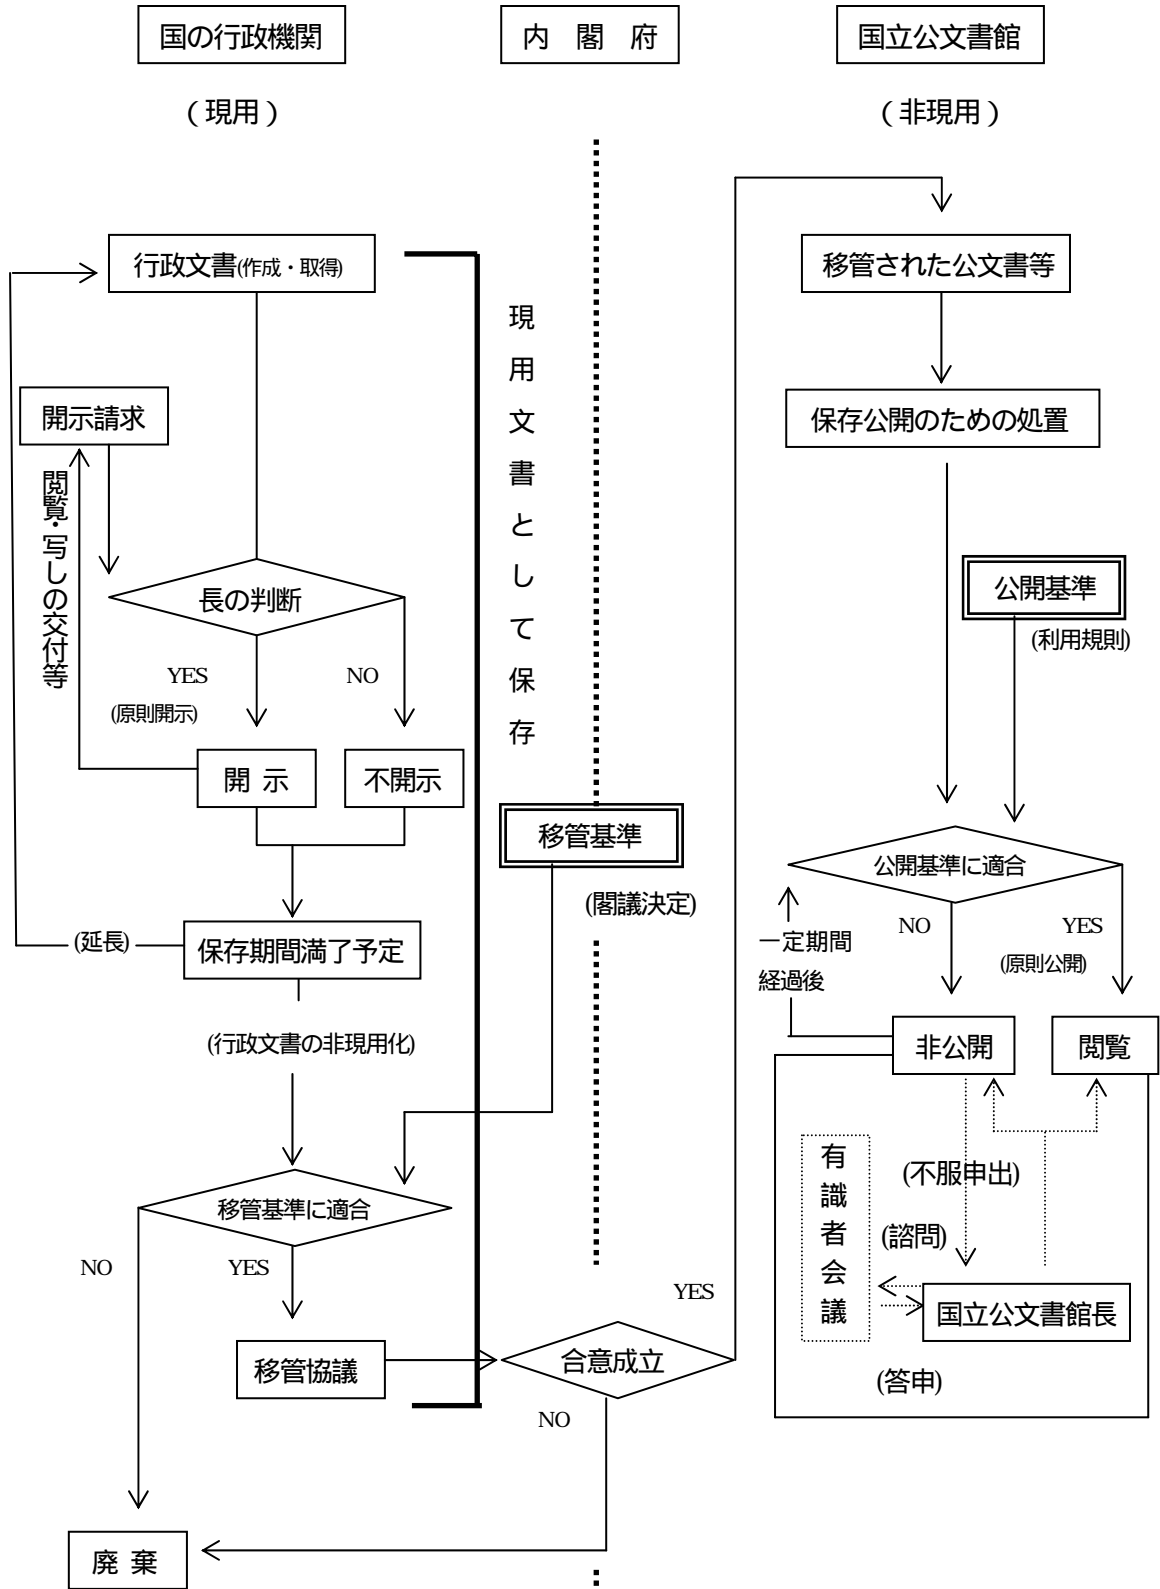 国の行政機関
内 閣 府
国立公文書館
(現用)
(非現用)
行政文書(作成・取得)
開示請求
閲覧・写しの交付等
長の判断
YES
(原則開示)
NO
開 示
不開示
(延長)
保存期間満了予定
(行政文書の非現用化)
移管基準に適合
NO
YES
移管協議
廃 棄
現用文書として保存
移管基準
(閣議決定)
合意成立
YES
NO
移管された公文書等
保存公開のための処置
公開基準
(利用規則)
公開基準に適合
NO
YES
(原則公開)
一定期間
経過後
非公開
閲覧
有識者会議
(不服申出)
(諮問)
国立公文書館長
(答申)